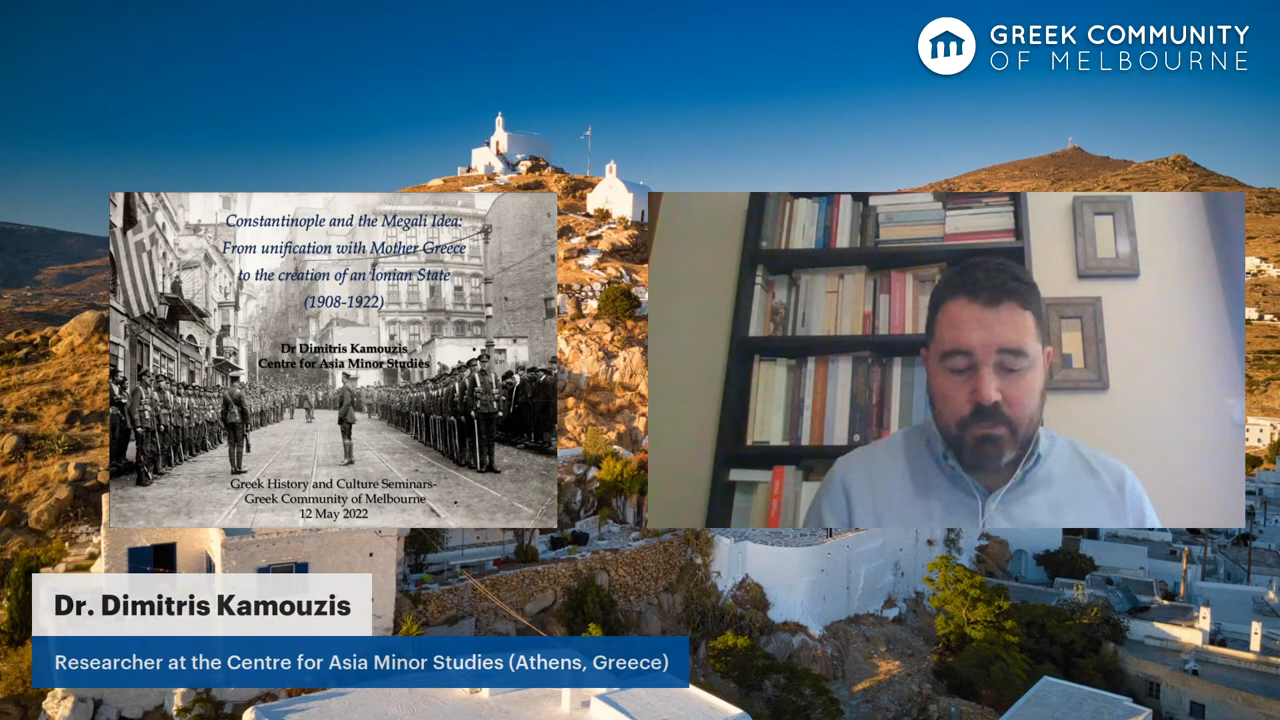 GREEK COMMUNITY
OF MELBOURNE
Constantinople and the Megali Idea:
From unification with Mother Greece
to the creation of an Ionian State
(1908-1922)
Dr Dimitris Kamouzis
Centre for Asia Minor Studies
Greek History and Culture Seminars-
Greek Community of Melbourne
12 May 2022
Dr. Dimitris Kamouzis
Researcher at the Centre for Asia Minor Studies (Athens, Greece)